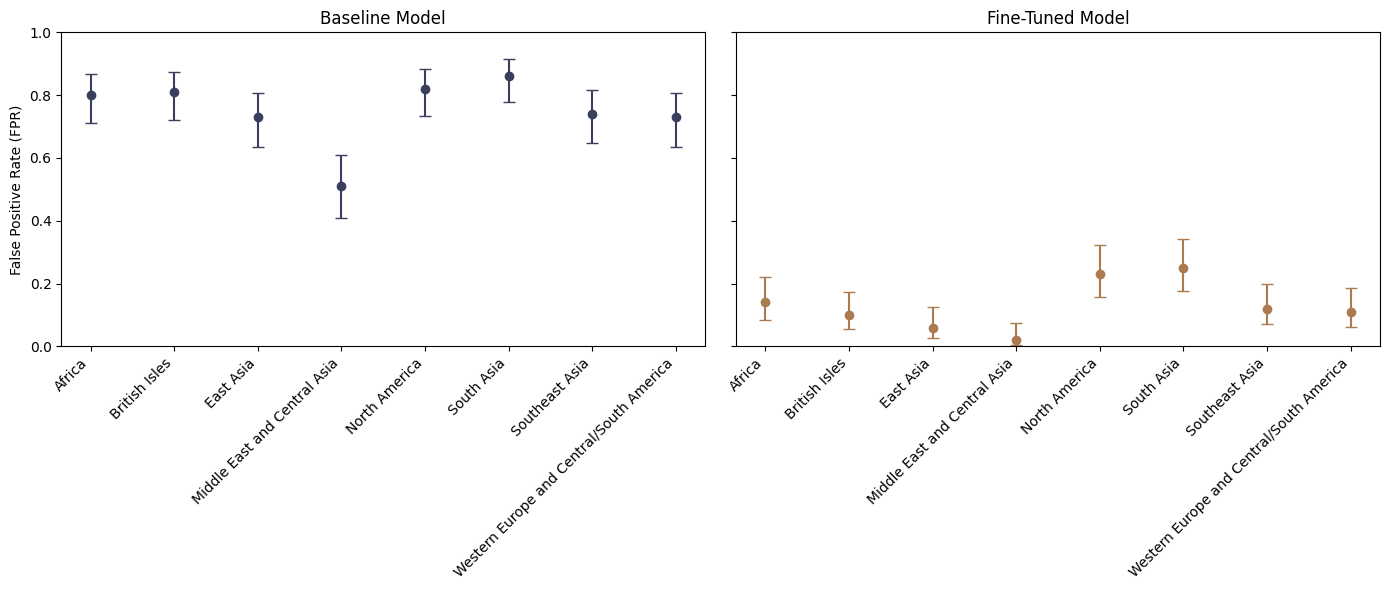 Baseline Model
False Positive Rate (FPR)
1.0
0.8
0.6
0.4
0.2
0.0
Africa
British Isles
East Asia
Middle East and Central Asia
North America
South Asia
Southeast Asia
Western Europe and Central/South America
Fine-Tuned Model
Africa
British Isles
East Asia
Middle East and Central Asia
North America
South Asia
Southeast Asia
Western Europe and Central/South America